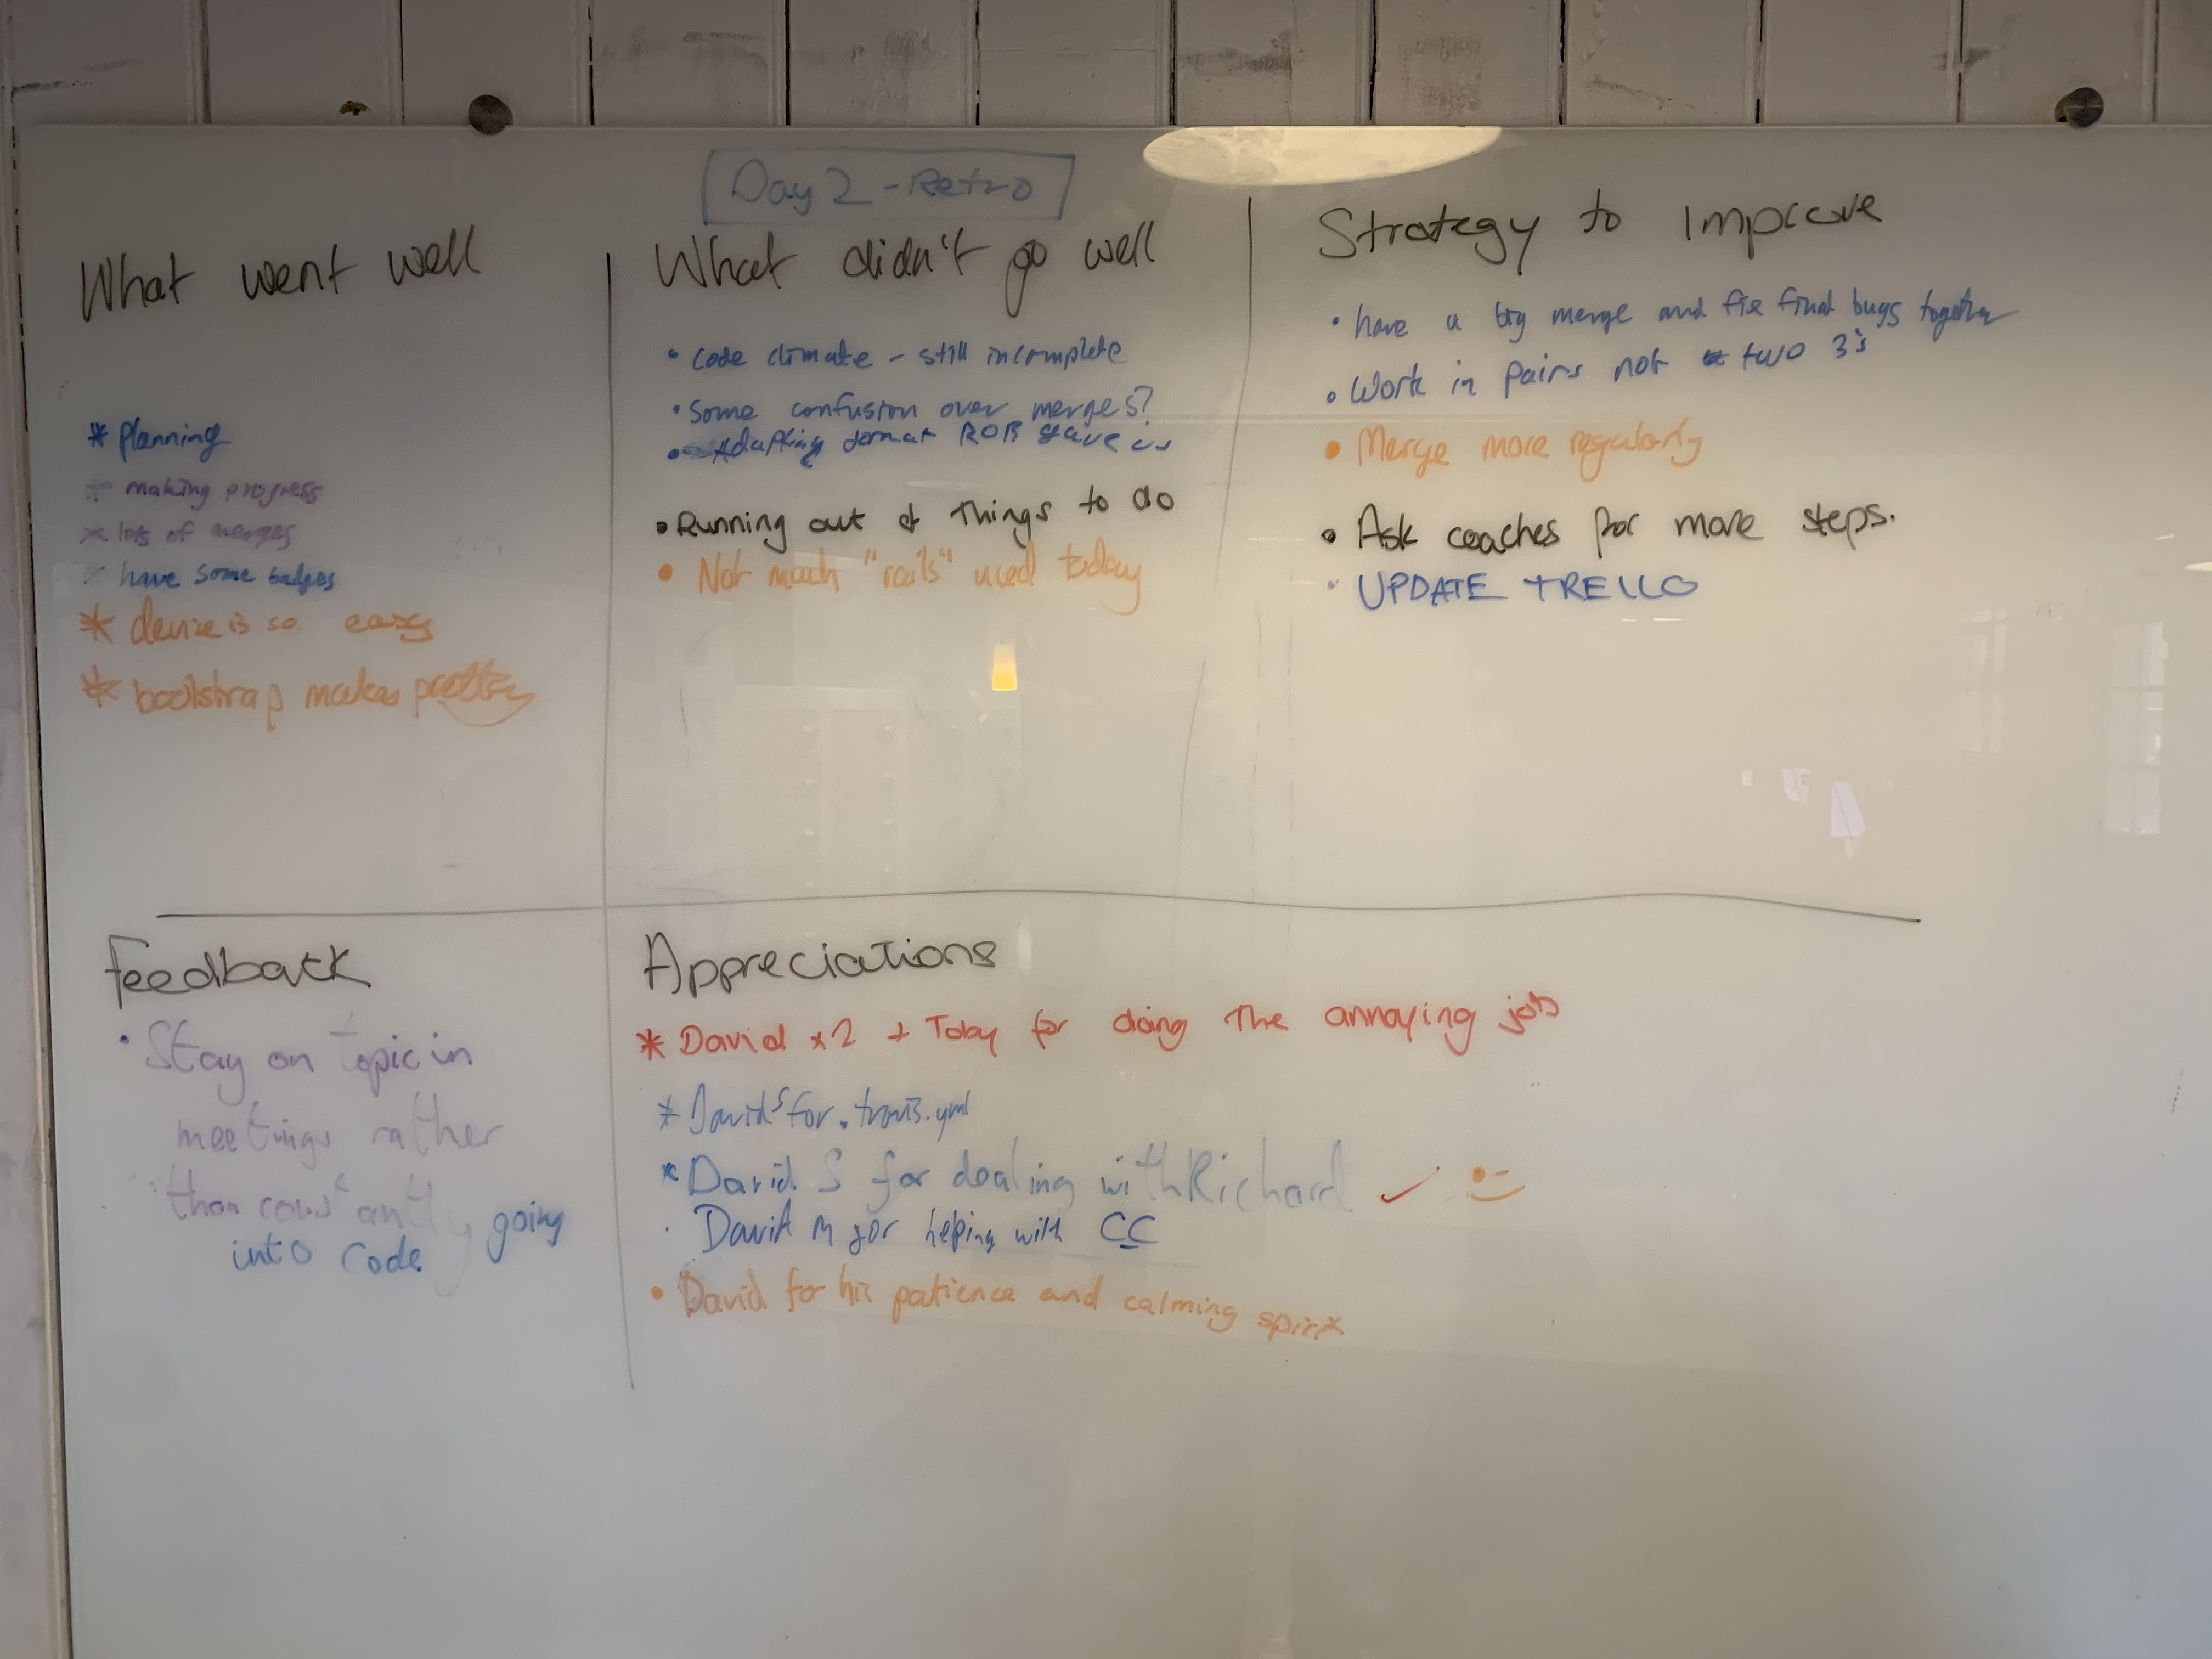 Day 2 - Retro
What went well
* planning
* making progress
* lots of merges
* have some badges
* devise is so easy
* bootstrap makes pretty
What didn't go well
• code climate - still incomplete
• Some confusion over merges?
• Adapting format ROB gave us
• Running out of Things to do
• Not much "rails" used today
Strategy to improve
• have a big merge and fix final bugs together
• Work in pairs not two 3's
• Merge more regularly
• Ask coaches for more steps.
• UPDATE TRELLO
Feedback
• Stay on topic in
meetings rather
than constantly going
into code
Appreciations
* David x2 + Toby for doing The annoying job
* David S for .travis.yml
* David S for dealing with Richard ✓
• David M for heping with CC
• David for his patience and calming spirit